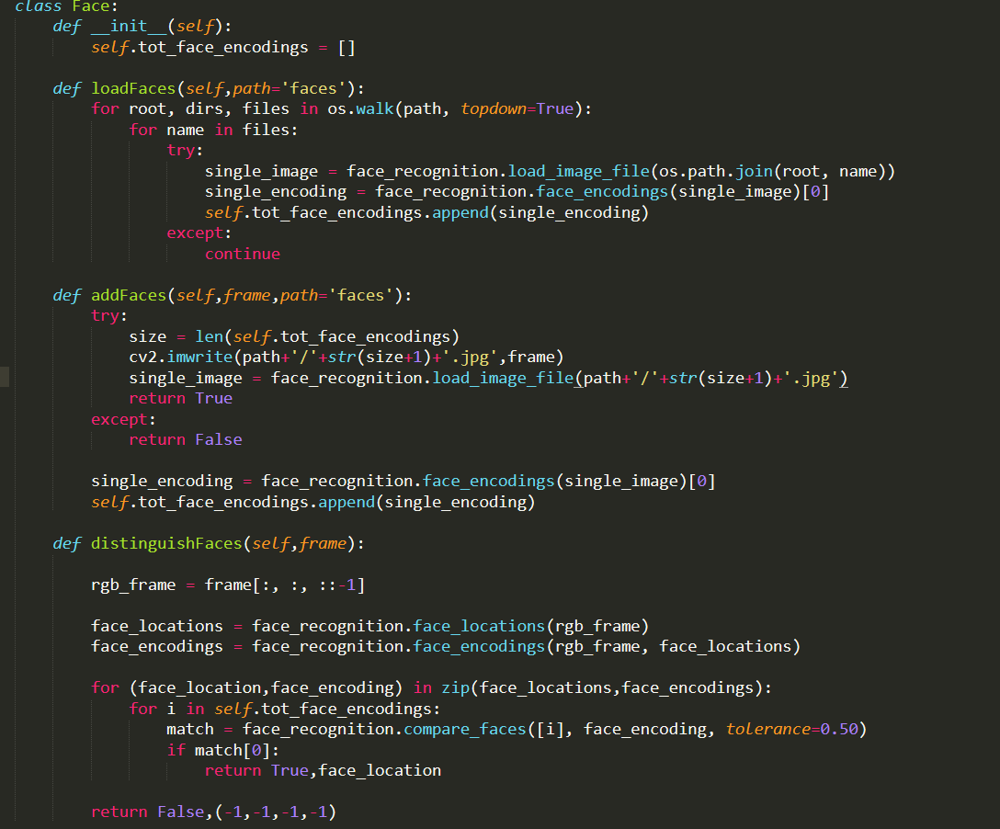 class Face:
    def __init__(self):
        self.tot_face_encodings = []

    def loadFaces(self,path='faces'):
        for root, dirs, files in os.walk(path, topdown=True):
            for name in files:
                try:
                    single_image = face_recognition.load_image_file(os.path.join(root, name))
                    single_encoding = face_recognition.face_encodings(single_image)[0]
                    self.tot_face_encodings.append(single_encoding)
                except:
                    continue

    def addFaces(self,frame,path='faces'):
        try:
            size = len(self.tot_face_encodings)
            cv2.imwrite(path+'/'+str(size+1)+'.jpg',frame)
            single_image = face_recognition.load_image_file(path+'/'+str(size+1)+'.jpg')
            return True
        except:
            return False

        single_encoding = face_recognition.face_encodings(single_image)[0]
        self.tot_face_encodings.append(single_encoding)

    def distinguishFaces(self,frame):

        rgb_frame = frame[:, :, ::-1]

        face_locations = face_recognition.face_locations(rgb_frame)
        face_encodings = face_recognition.face_encodings(rgb_frame, face_locations)

        for (face_location,face_encoding) in zip(face_locations,face_encodings):
            for i in self.tot_face_encodings:
                match = face_recognition.compare_faces([i], face_encoding, tolerance=0.50)
                if match[0]:
                    return True,face_location

        return False,(-1,-1,-1,-1)